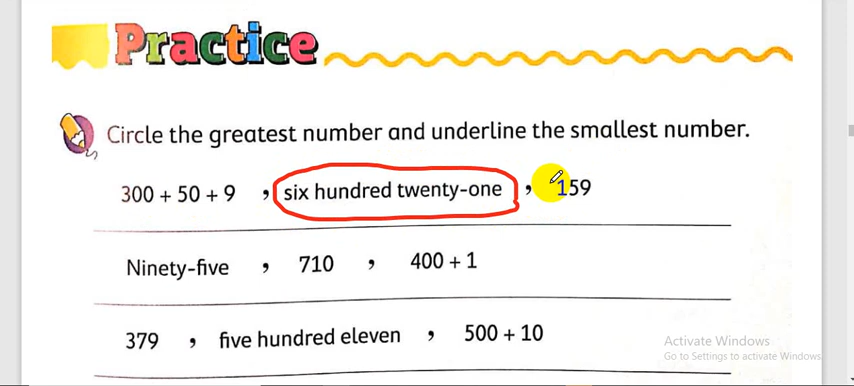 Practice
Circle the greatest number and underline the smallest number.
300 + 50 + 9 , six hundred twenty-one , 159
Ninety-five , 710 , 400 + 1
379 , five hundred eleven , 500 + 10
Activate Windows
Go to Settings to activate Windows.